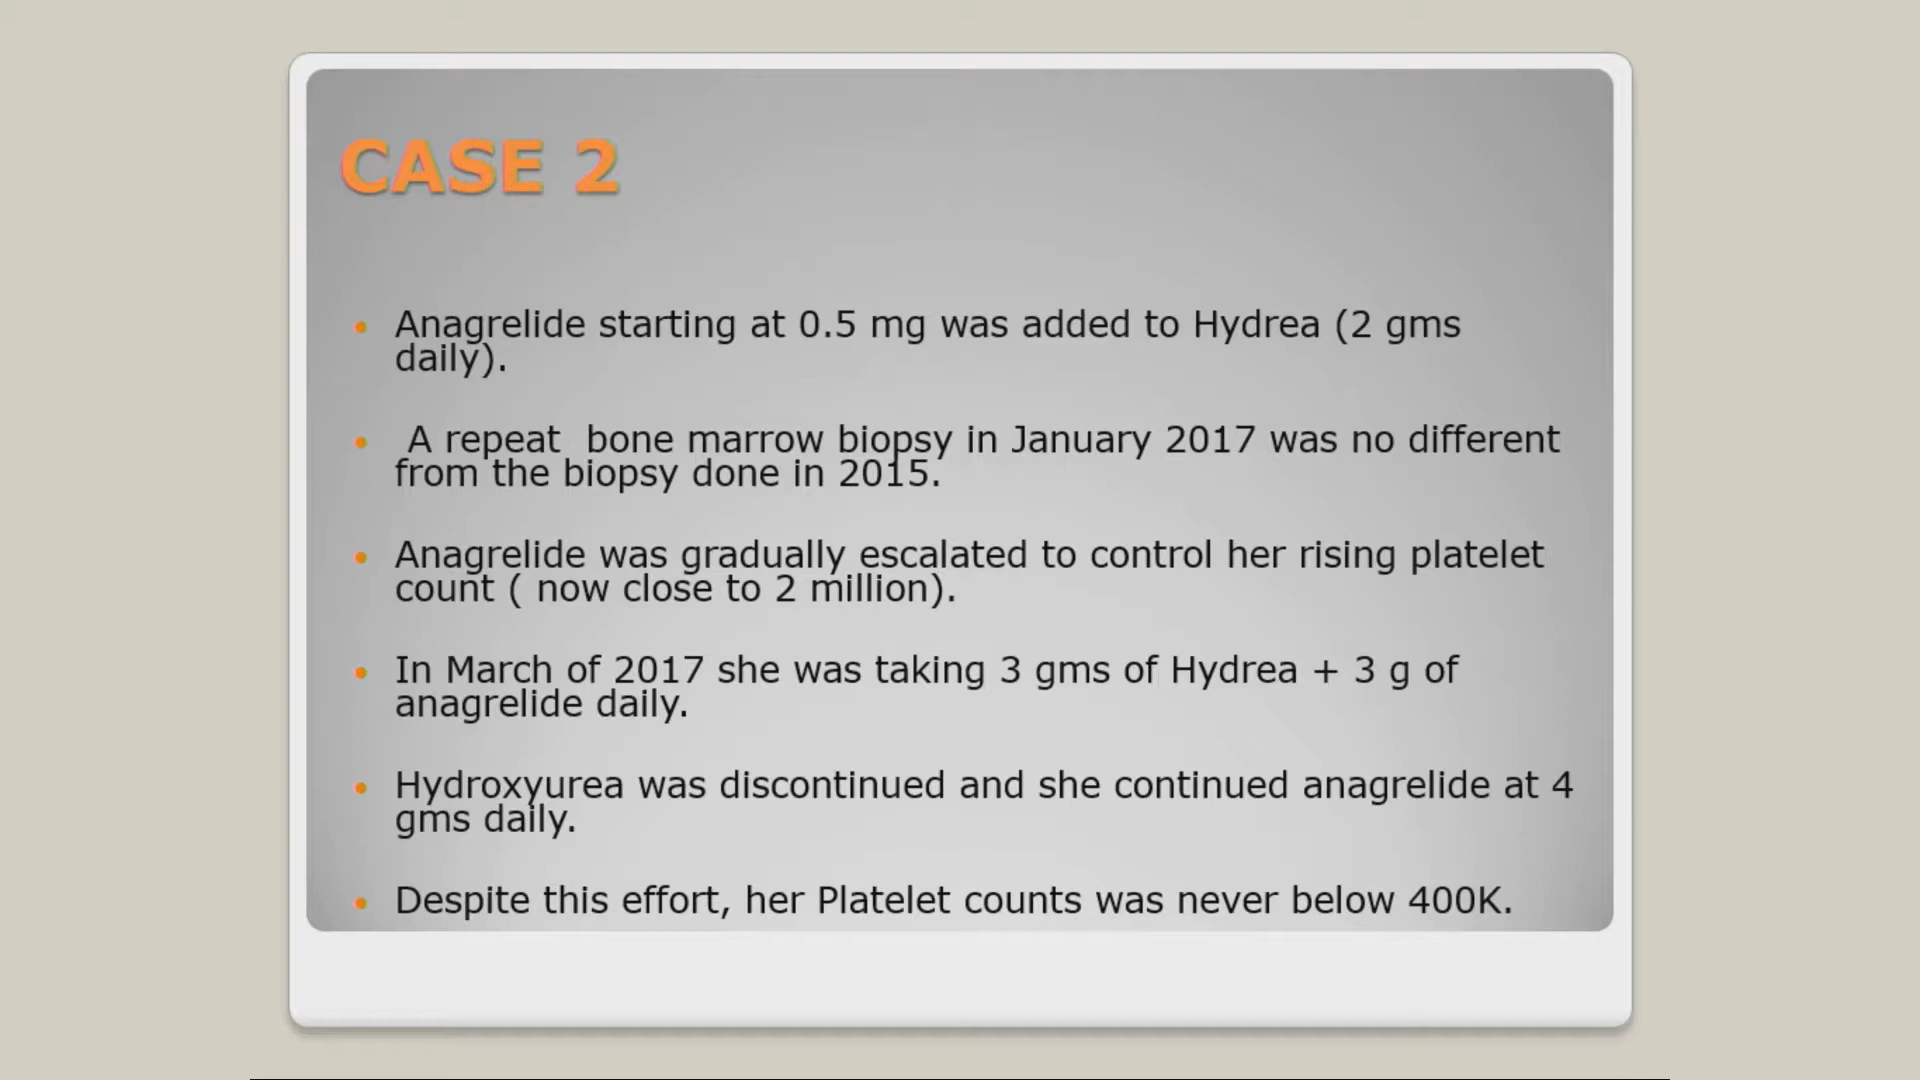 CASE 2
• Anagrelide starting at 0.5 mg was added to Hydrea (2 gms
daily).
• A repeat bone marrow biopsy in January 2017 was no different
from the biopsy done in 2015.
• Anagrelide was gradually escalated to control her rising platelet
count ( now close to 2 million).
• In March of 2017 she was taking 3 gms of Hydrea + 3 g of
anagrelide daily.
• Hydroxyurea was discontinued and she continued anagrelide at 4
gms daily.
• Despite this effort, her Platelet counts was never below 400K.